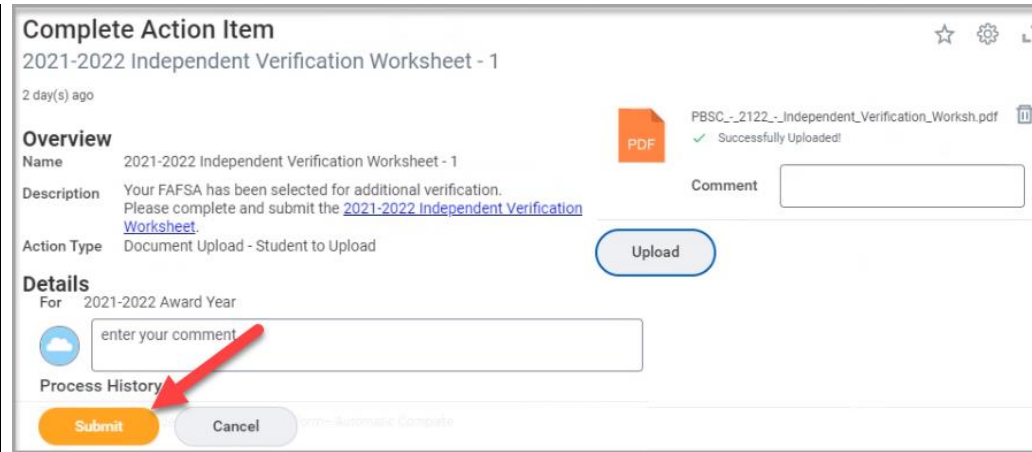 Complete Action Item
2021-2022 Independent Verification Worksheet - 1
2 day(s) ago
Overview
Name 2021-2022 Independent Verification Worksheet - 1
Description Your FAFSA has been selected for additional verification.
Please complete and submit the 2021-2022 Independent Verification
Worksheet.
Action Type Document Upload - Student to Upload
Details
For 2021-2022 Award Year
enter your comment
Process History
Submit
Cancel
PDF
PBSC_-_2122_-_Independent_Verification_Worksh.pdf
Successfully Uploaded!
Comment
Upload